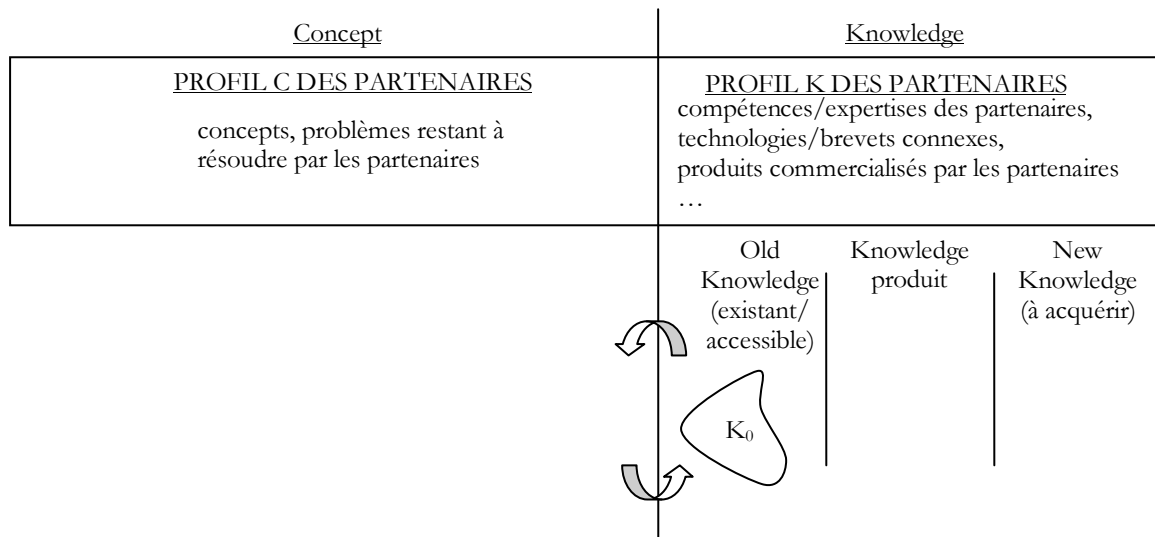 Concept
Knowledge
PROFIL C DES PARTENAIRES
concepts, problèmes restant à
résoudre par les partenaires
PROFIL K DES PARTENAIRES
compétences/expertises des partenaires,
technologies/brevets connexes,
produits commercialisés par les partenaires
…
Old
Knowledge
(existant/
accessible)
Knowledge
produit
New
Knowledge
(à acquérir)
K₀